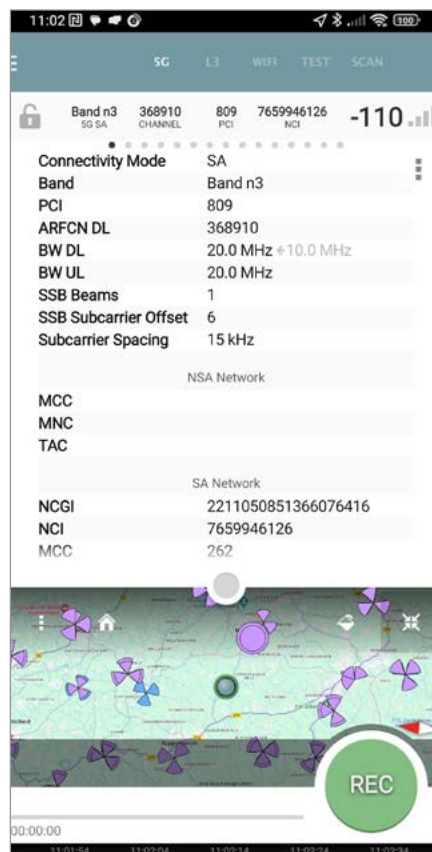 11:02 100
5G L3 WIFI TEST SCAN
Band n3 368910 809 7659946126 -110
5G SA CHANNEL PCI NCI
Connectivity Mode SA
Band Band n3
PCI 809
ARFCN DL 368910
BW DL 20.0 MHz ←10.0 MHz
BW UL 20.0 MHz
SSB Beams 1
SSB Subcarrier Offset 6
Subcarrier Spacing 15 kHz
NSA Network
MCC
MNC
TAC
SA Network
NCGI 2211050851366076416
NCI 7659946126
MCC 262
REC
00:00:00
11:01:54 11:02:04 11:02:14 11:02:24 11:02:34